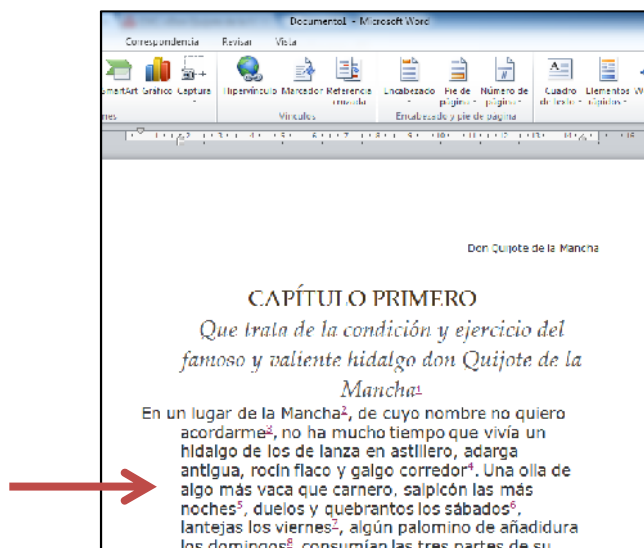 Documento1 - Microsoft Word
Correspondencia Revisar Vista
SmartArt Gráfico Captura Hipervínculo Marcador Referencia cruzada Encabezado Pie de página Número de página Cuadro de texto Elementos rápidos
Vínculos Encabezado y pie de página
Don Quijote de la Mancha
CAPÍTULO PRIMERO
Que trata de la condición y ejercicio del
famoso y valiente hidalgo don Quijote de la
Mancha1
En un lugar de la Mancha2, de cuyo nombre no quiero
acordarme3, no ha mucho tiempo que vivía un
hidalgo de los de lanza en astillero, adarga
antigua, rocín flaco y galgo corredor4. Una olla de
algo más vaca que carnero, salpicón las más
noches5, duelos y quebrantos los sábados6,
lantejas los viernes7, algún palomino de añadidura
los domingos8, consumían las tres partes de su